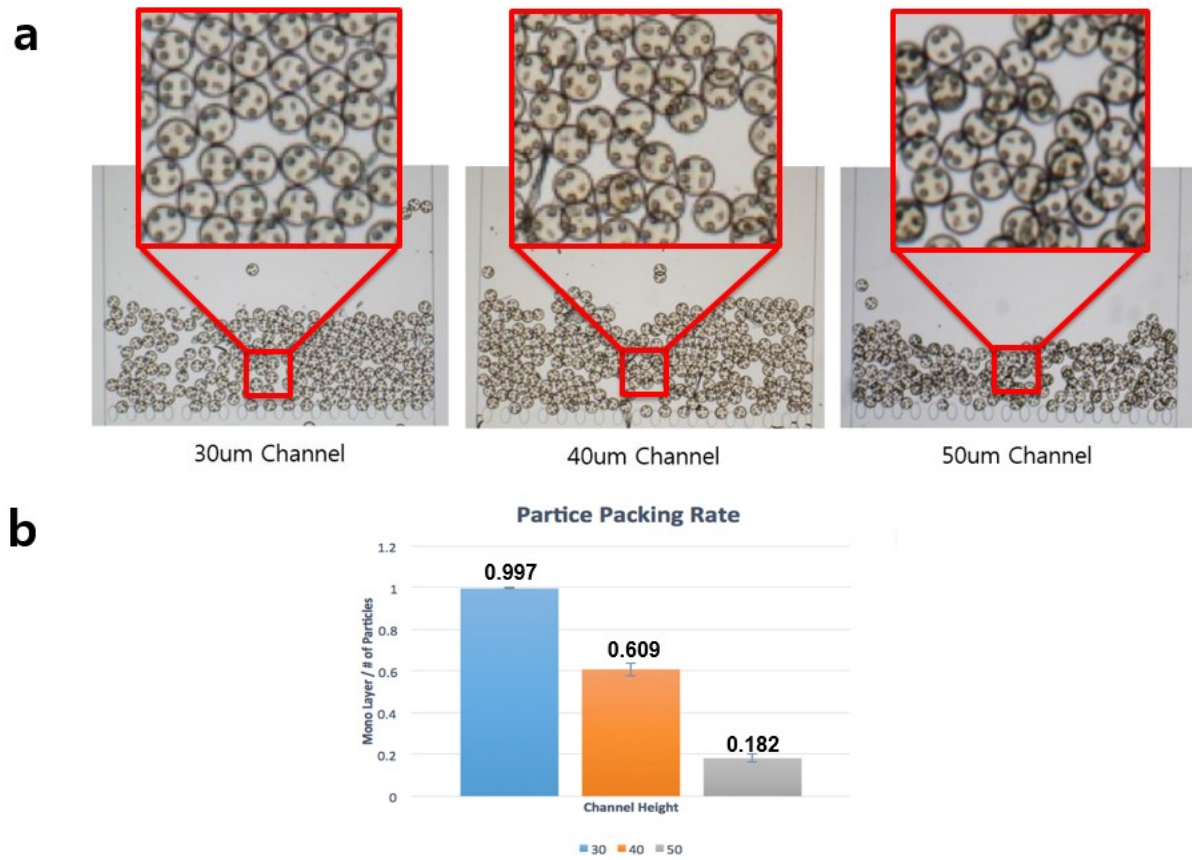 a
30um Channel
40um Channel
50um Channel
b
Partice Packing Rate
Mono Layer / # of Particles
1.2
1
0.8
0.6
0.4
0.2
0
0.997
0.609
0.182
Channel Height
30 40 50